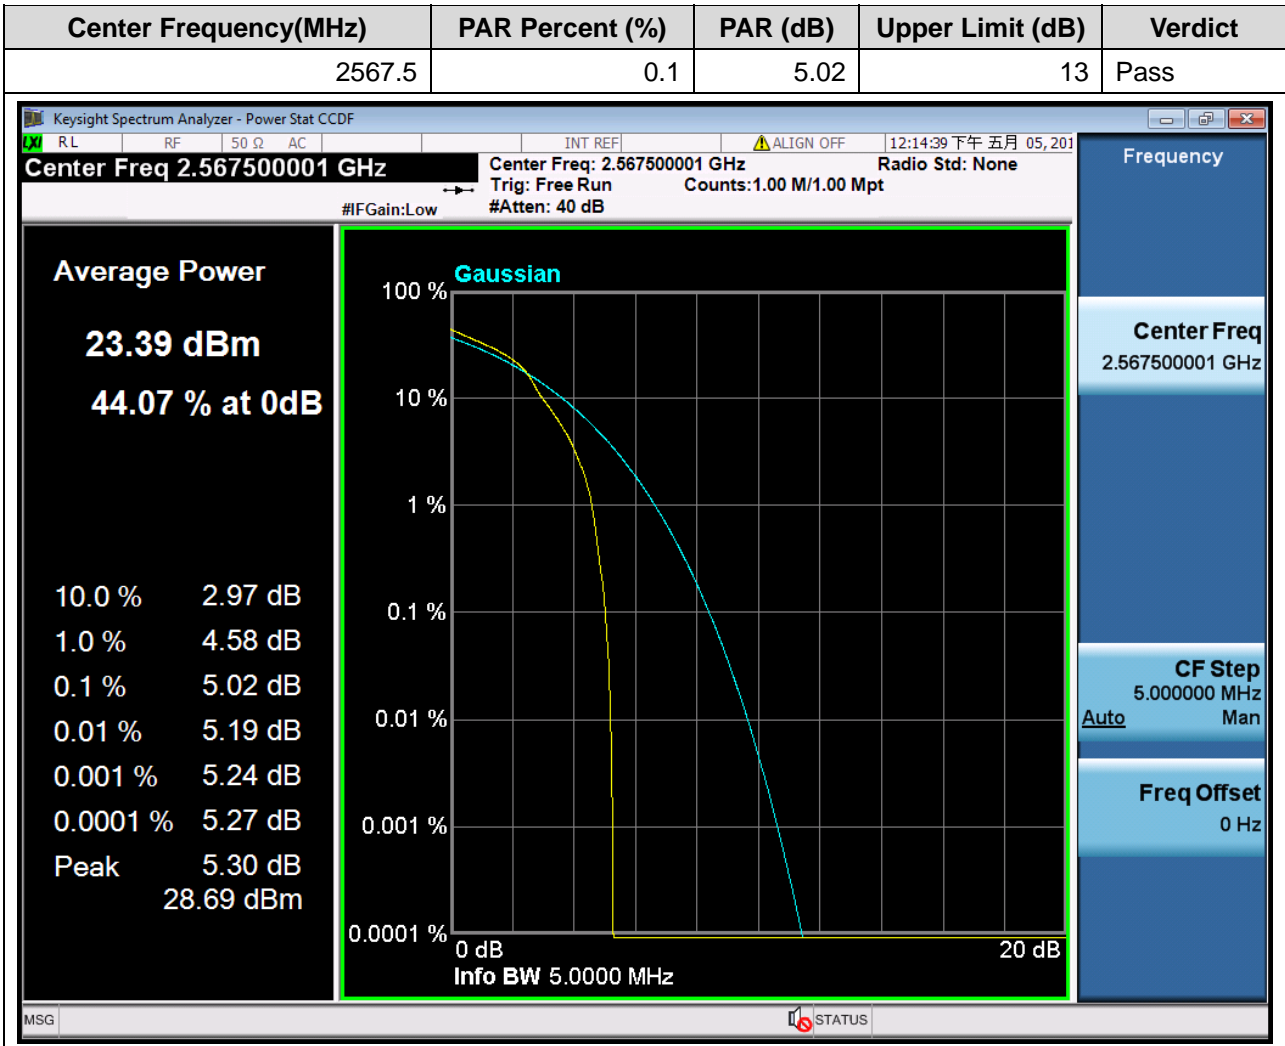 Center Frequency(MHz) PAR Percent (%) PAR (dB) Upper Limit (dB) Verdict
2567.5 0.1 5.02 13 Pass
Keysight Spectrum Analyzer - Power Stat CCDF
LXI RL RF 50 Ω AC INT REF ALIGN OFF 12:14:39 下午 五月 05, 201
Center Freq 2.567500001 GHz
Center Freq: 2.567500001 GHz Radio Std: None
Trig: Free Run Counts:1.00 M/1.00 Mpt
#IFGain:Low #Atten: 40 dB
Average Power
23.39 dBm
44.07 % at 0dB
10.0 % 2.97 dB
1.0 % 4.58 dB
0.1 % 5.02 dB
0.01 % 5.19 dB
0.001 % 5.24 dB
0.0001 % 5.27 dB
Peak 5.30 dB
28.69 dBm
Gaussian
100 %
10 %
1 %
0.1 %
0.01 %
0.001 %
0.0001 %
0 dB 20 dB
Info BW 5.0000 MHz
Frequency
Center Freq
2.567500001 GHz
CF Step
5.000000 MHz
Auto Man
Freq Offset
0 Hz
MSG STATUS